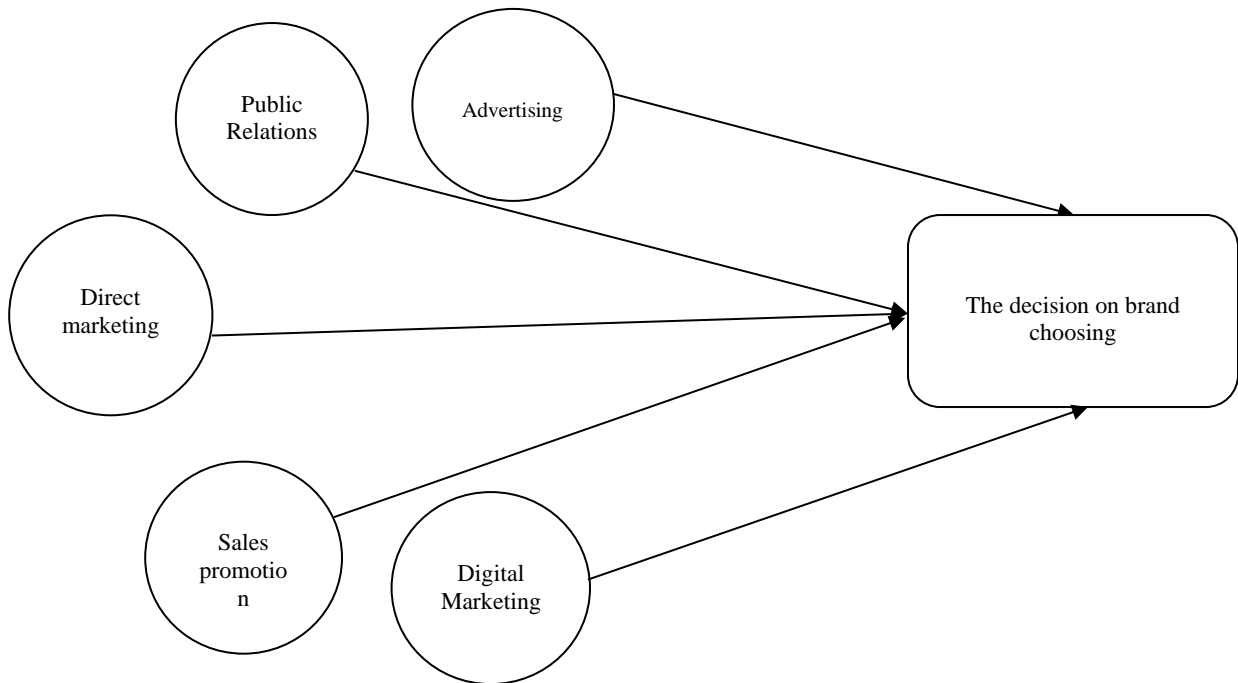 Public
Relations
Advertising
Direct
marketing
The decision on brand
choosing
Sales
promotio
n
Digital
Marketing